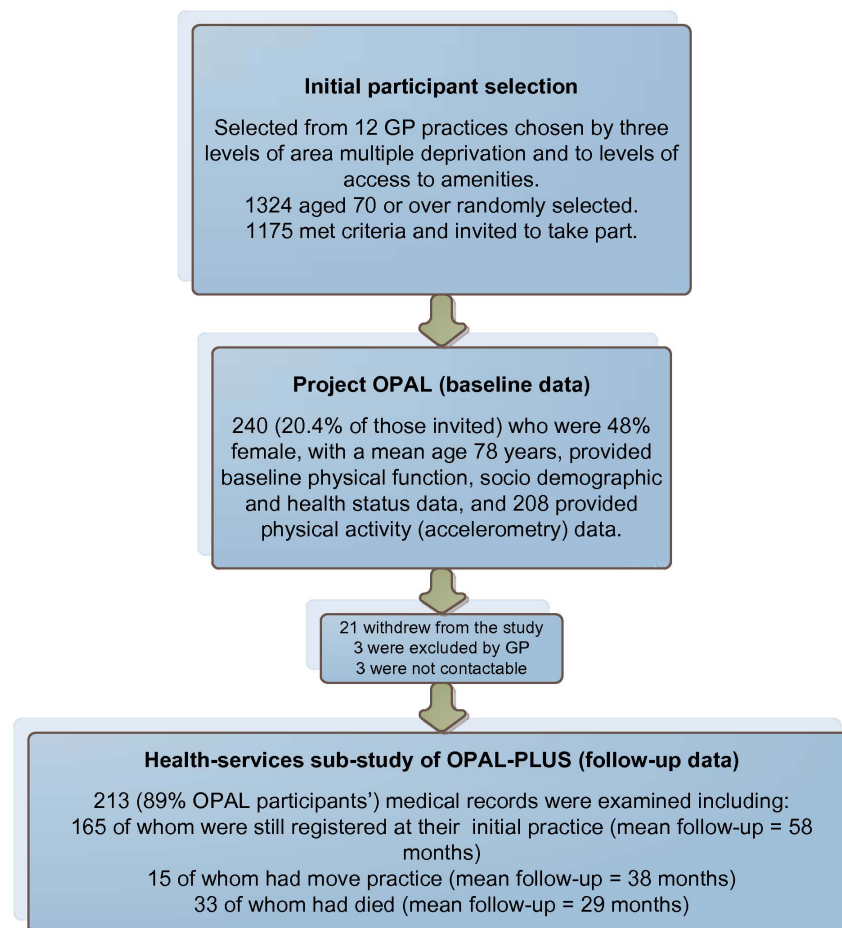 Initial participant selection
Selected from 12 GP practices chosen by three
levels of area multiple deprivation and to levels of
access to amenities.
1324 aged 70 or over randomly selected.
1175 met criteria and invited to take part.
Project OPAL (baseline data)
240 (20.4% of those invited) who were 48%
female, with a mean age 78 years, provided
baseline physical function, socio demographic
and health status data, and 208 provided
physical activity (accelerometry) data.
21 withdrew from the study
3 were excluded by GP
3 were not contactable
Health-services sub-study of OPAL-PLUS (follow-up data)
213 (89% OPAL participants’) medical records were examined including:
165 of whom were still registered at their initial practice (mean follow-up = 58
months)
15 of whom had move practice (mean follow-up = 38 months)
33 of whom had died (mean follow-up = 29 months)